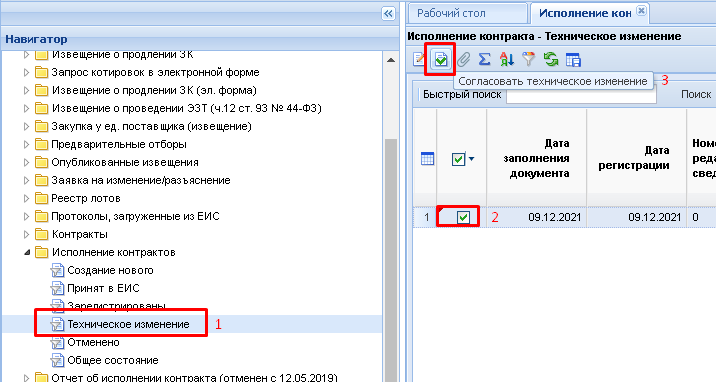 Навигатор
Извещение о продлении ЗК
Запрос котировок в электронной форме
Извещение о продлении ЗК (эл. форма)
Извещение о проведении ЭЗТ (ч.12 ст. 93 № 44-ФЗ)
Закупка у ед. поставщика (извещение)
Предварительные отборы
Опубликованные извещения
Заявка на изменение/разъяснение
Реестр лотов
Протоколы, загруженные из ЕИС
Контракты
Исполнение контрактов
Создание нового
Принят в ЕИС
Зарегистрированы
Техническое изменение 1
Отменено
Общее состояние
Отчет об исполнении контракта (отменен с 12.05.2019)
Рабочий стол
Исполнение кон
Исполнение контракта - Техническое изменение
Согласовать техническое изменение 3
Быстрый поиск
Поиск
Дата заполнения документа
Дата регистрации
Номе
реда
свед
1 2 09.12.2021 09.12.2021 0